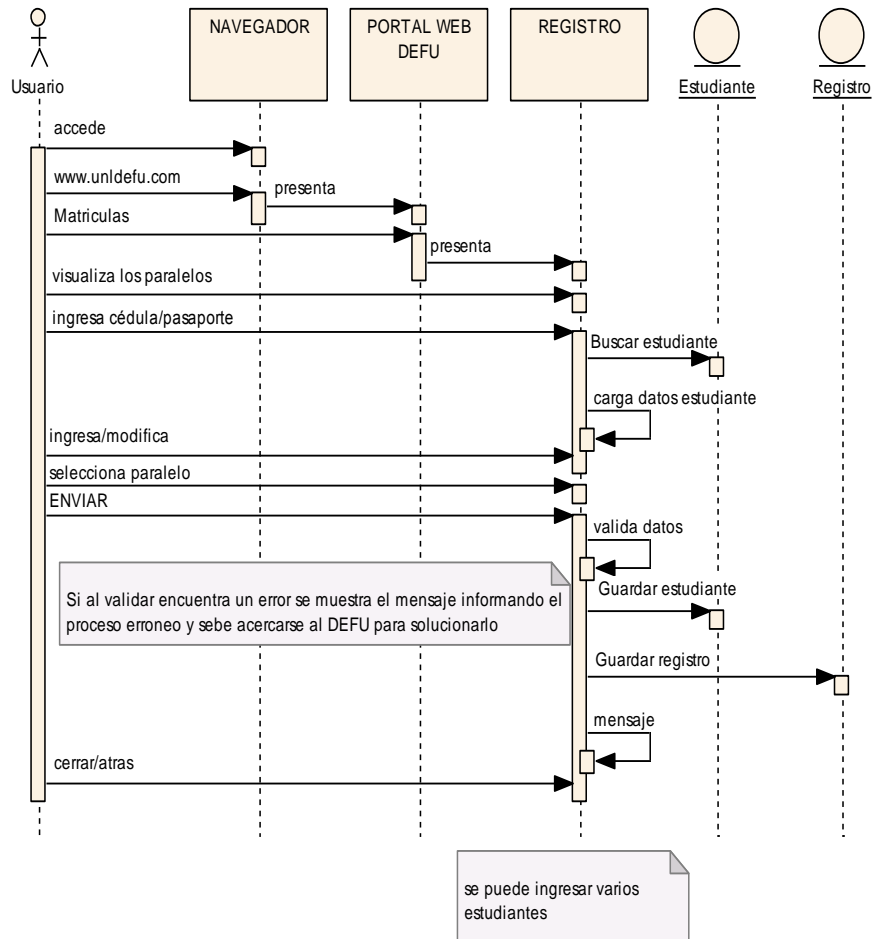 NAVEGADOR
PORTAL WEB
DEFU
REGISTRO
Usuario
Estudiante
Registro
accede
www.unldefu.com
presenta
Matriculas
presenta
visualiza los paralelos
ingresa cédula/pasaporte
Buscar estudiante
carga datos estudiante
ingresa/modifica
selecciona paralelo
ENVIAR
valida datos
Si al validar encuentra un error se muestra el mensaje informando el
proceso erroneo y sebe acercarse al DEFU para solucionarlo
Guardar estudiante
Guardar registro
mensaje
cerrar/atras
se puede ingresar varios
estudiantes